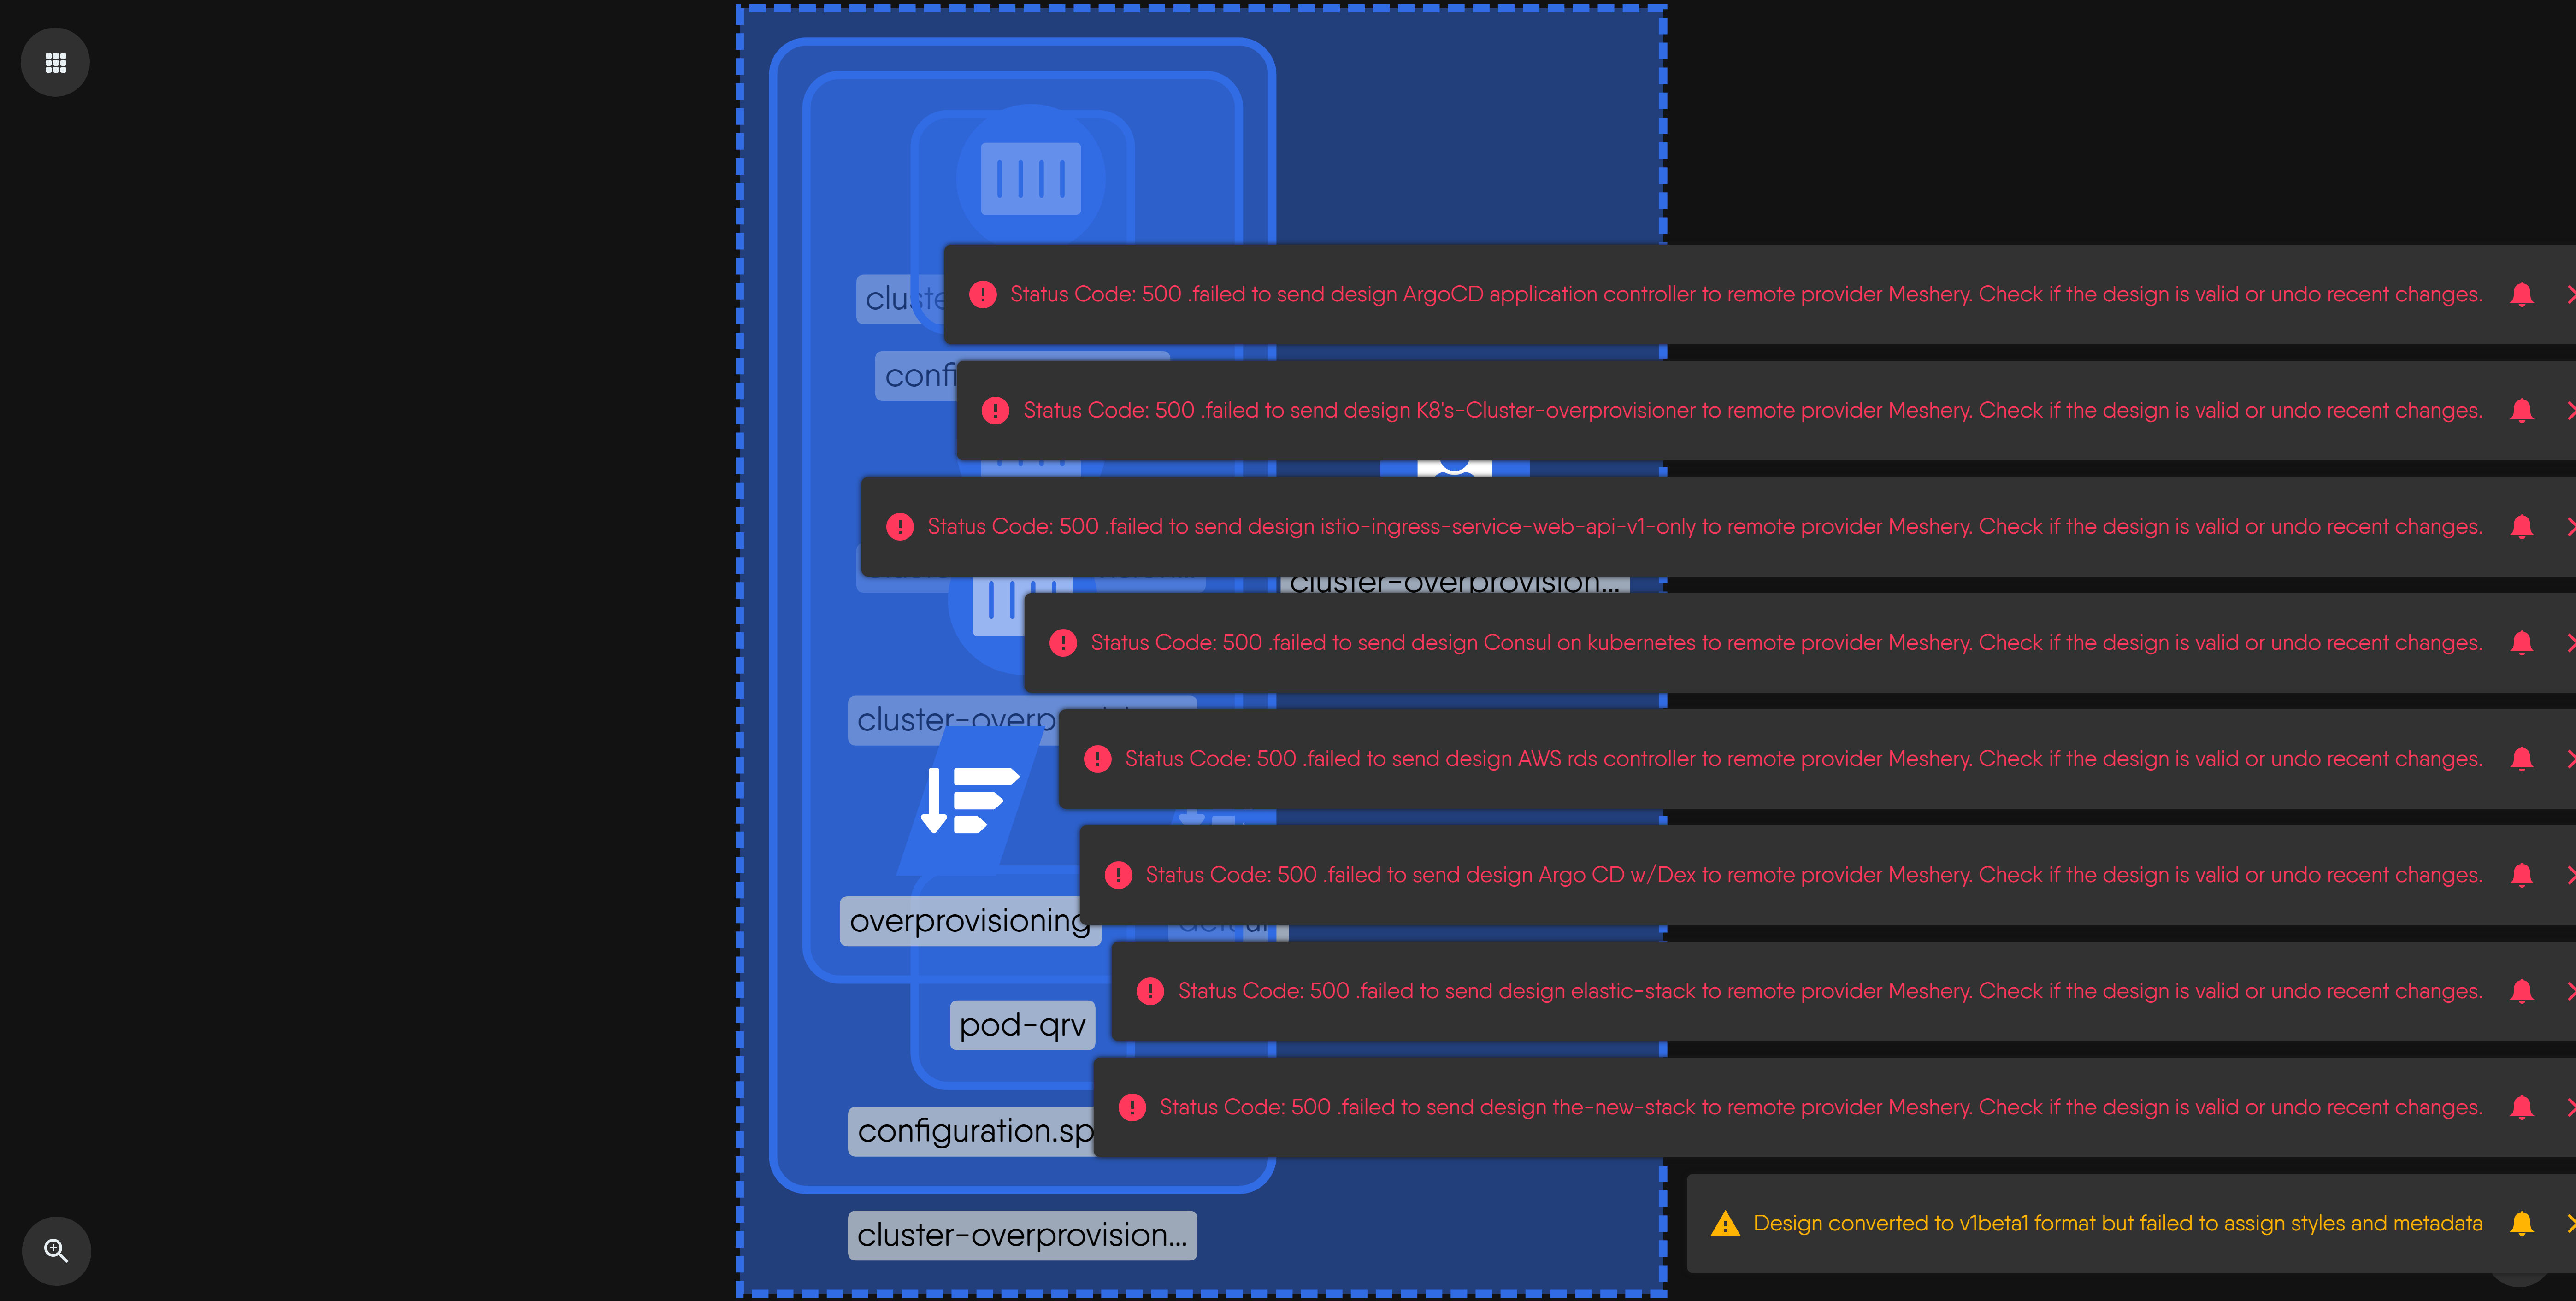 clus
Status Code: 500 .failed to send design ArgoCD application controller to remote provider Meshery. Check if the design is valid or undo recent changes.
confi
Status Code: 500 .failed to send design K8's-Cluster-overprovisioner to remote provider Meshery. Check if the design is valid or undo recent changes.
Status Code: 500 .failed to send design istio-ingress-service-web-api-v1-only to remote provider Meshery. Check if the design is valid or undo recent changes.
cluster-overprovision...
Status Code: 500 .failed to send design Consul on kubernetes to remote provider Meshery. Check if the design is valid or undo recent changes.
cluster-overp
Status Code: 500 .failed to send design AWS rds controller to remote provider Meshery. Check if the design is valid or undo recent changes.
Status Code: 500 .failed to send design Argo CD w/Dex to remote provider Meshery. Check if the design is valid or undo recent changes.
overprovisioning
Status Code: 500 .failed to send design elastic-stack to remote provider Meshery. Check if the design is valid or undo recent changes.
pod-qrv
Status Code: 500 .failed to send design the-new-stack to remote provider Meshery. Check if the design is valid or undo recent changes.
configuration.sp
Design converted to v1beta1 format but failed to assign styles and metadata
cluster-overprovision...